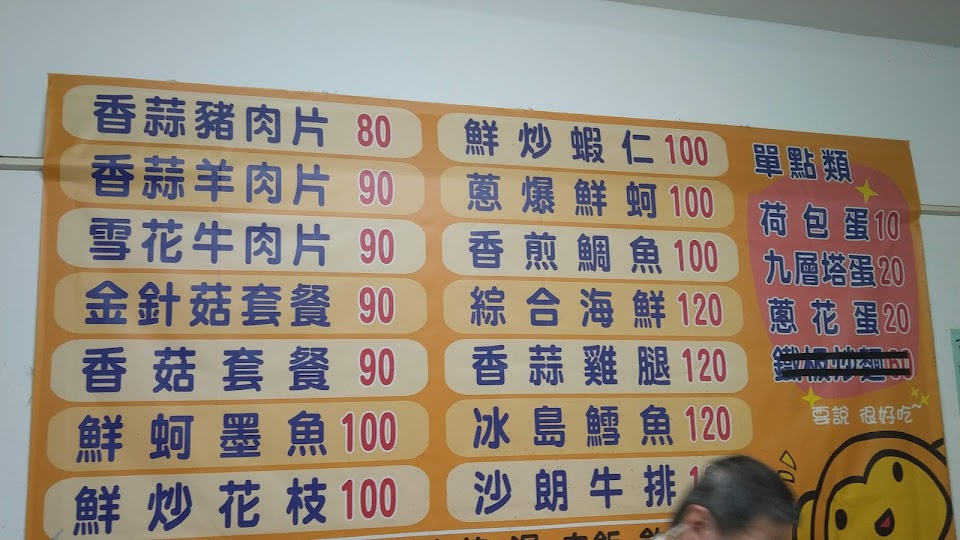 香蒜豬肉片 80
香蒜羊肉片 90
雪花牛肉片 90
金針菇套餐 90
香菇套餐 90
鮮蚵墨魚 100
鮮炒花枝 100
鮮炒蝦仁 100
蔥爆鮮蚵 100
香煎鯛魚 100
綜合海鮮 120
香蒜雞腿 120
冰島鱈魚 120
沙朗牛排
單點類
荷包蛋 10
九層塔蛋 20
蔥花蛋 20
鐵板炒麵
要說 很好吃~